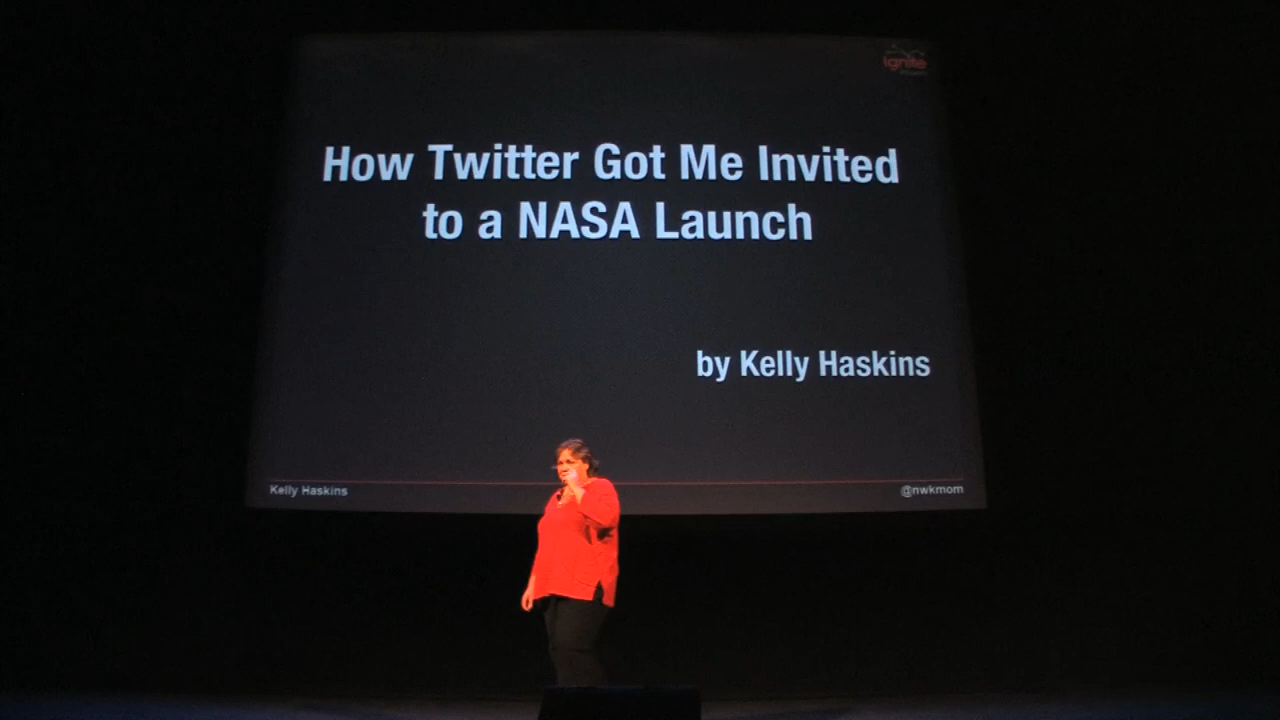 ignite
How Twitter Got Me Invited
to a NASA Launch
by Kelly Haskins
Kelly Haskins
@nwkmom